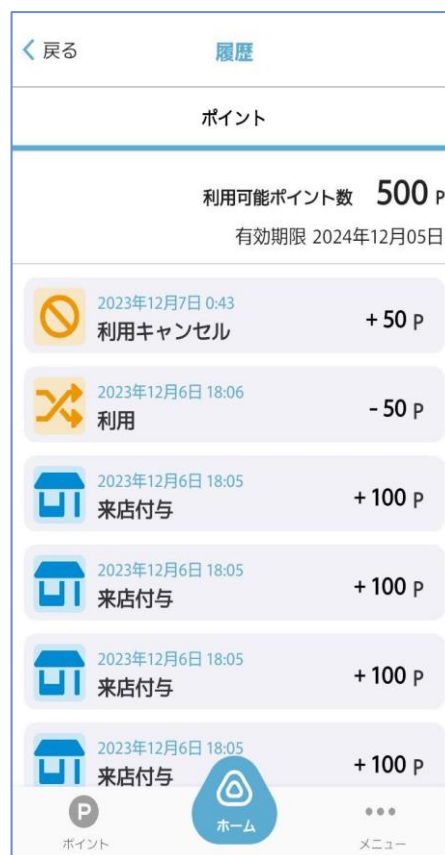 戻る 履歴
ポイント
利用可能ポイント数 500 P
有効期限 2024年12月05日
2023年12月7日 0:43
利用キャンセル +50 P
2023年12月6日 18:06
利用 -50 P
2023年12月6日 18:05
来店付与 +100 P
2023年12月6日 18:05
来店付与 +100 P
2023年12月6日 18:05
来店付与 +100 P
2023年12月6日 18:05
来店付与 +100 P
P
ポイント ホーム メニュー